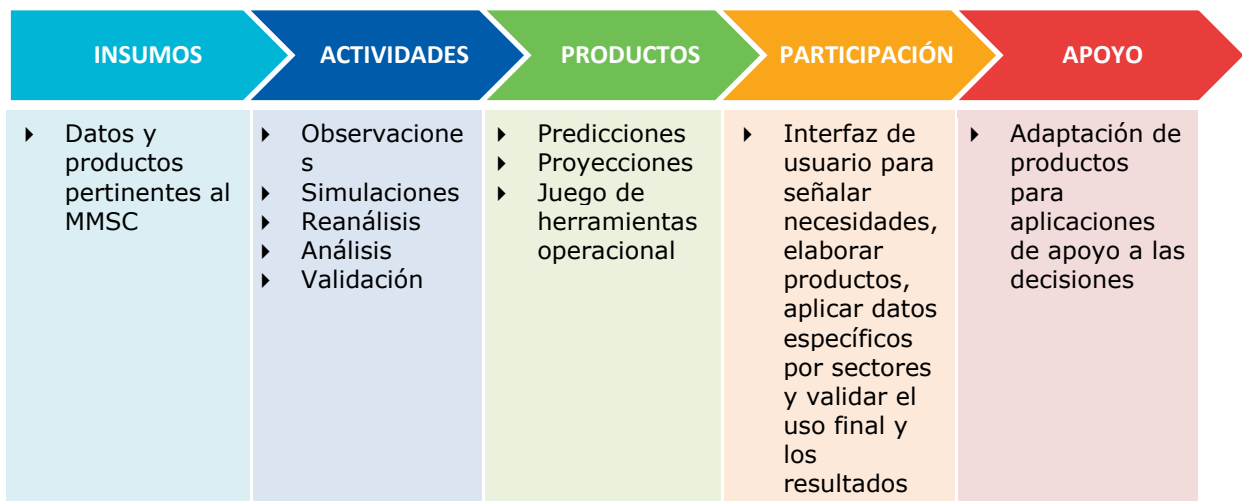 INSUMOS
ACTIVIDADES
PRODUCTOS
PARTICIPACIÓN
APOYO
Datos y
productos
pertinentes al
MMSC
Observacione
s
Simulaciones
Reanálisis
Análisis
Validación
Predicciones
Proyecciones
Juego de
herramientas
operacional
Interfaz de
usuario para
señalar
necesidades,
elaborar
productos,
aplicar datos
específicos
por sectores
y validar el
uso final y
los
resultados
Adaptación de
productos
para
aplicaciones
de apoyo a las
decisiones